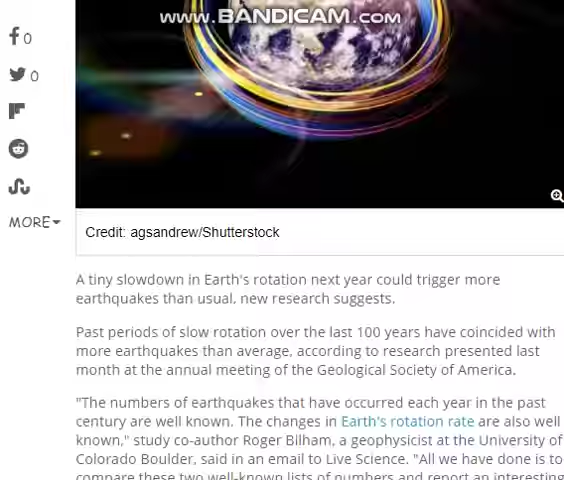 www.BANDICAM.com
0
0
MORE
Credit: agsandrew/Shutterstock
A tiny slowdown in Earth's rotation next year could trigger more
earthquakes than usual, new research suggests.
Past periods of slow rotation over the last 100 years have coincided with
more earthquakes than average, according to research presented last
month at the annual meeting of the Geological Society of America.
"The numbers of earthquakes that have occurred each year in the past
century are well known. The changes in Earth's rotation rate are also well
known," study co-author Roger Bilham, a geophysicist at the University of
Colorado Boulder, said in an email to Live Science. "All we have done is to
compare these two well-known lists of numbers and report an interesting